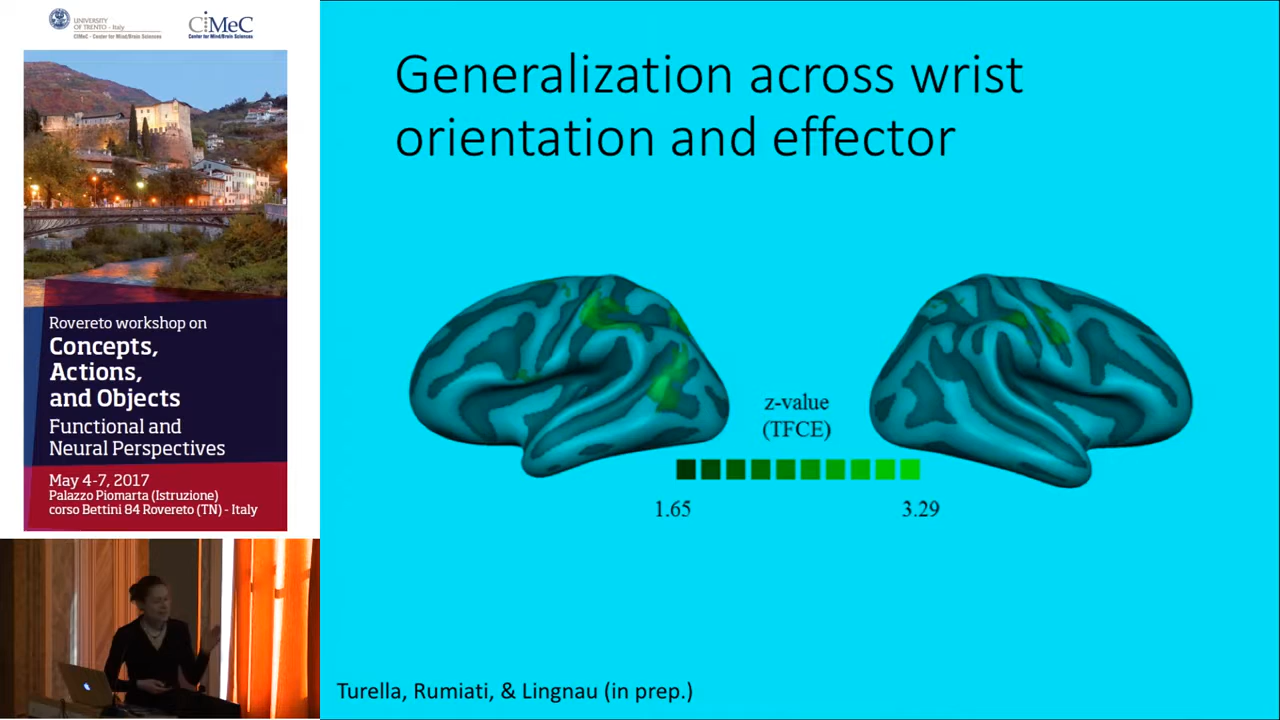 UNIVERSITY
OF TRENTO - Italy
CIMeC - Center for Mind/Brain Sciences
CiMeC
Center for Mind/Brain Sciences
Rovereto workshop on
Concepts,
Actions,
and Objects
Functional and
Neural Perspectives
May 4-7, 2017
Palazzo Piomarta (Istruzione)
corso Bettini 84 Rovereto (TN) - Italy
Generalization across wrist
orientation and effector
z-value
(TFCE)
1.65
3.29
Turella, Rumiati, & Lingnau (in prep.)